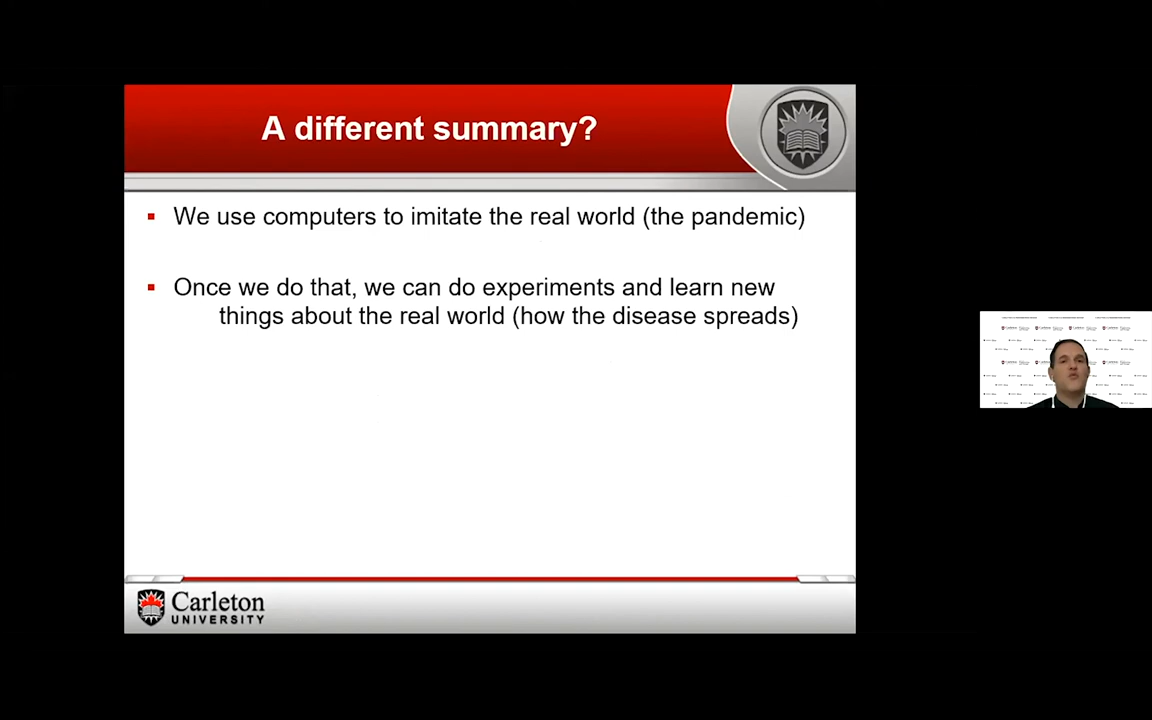 A different summary?
We use computers to imitate the real world (the pandemic)
Once we do that, we can do experiments and learn new
things about the real world (how the disease spreads)
Carleton
UNIVERSITY